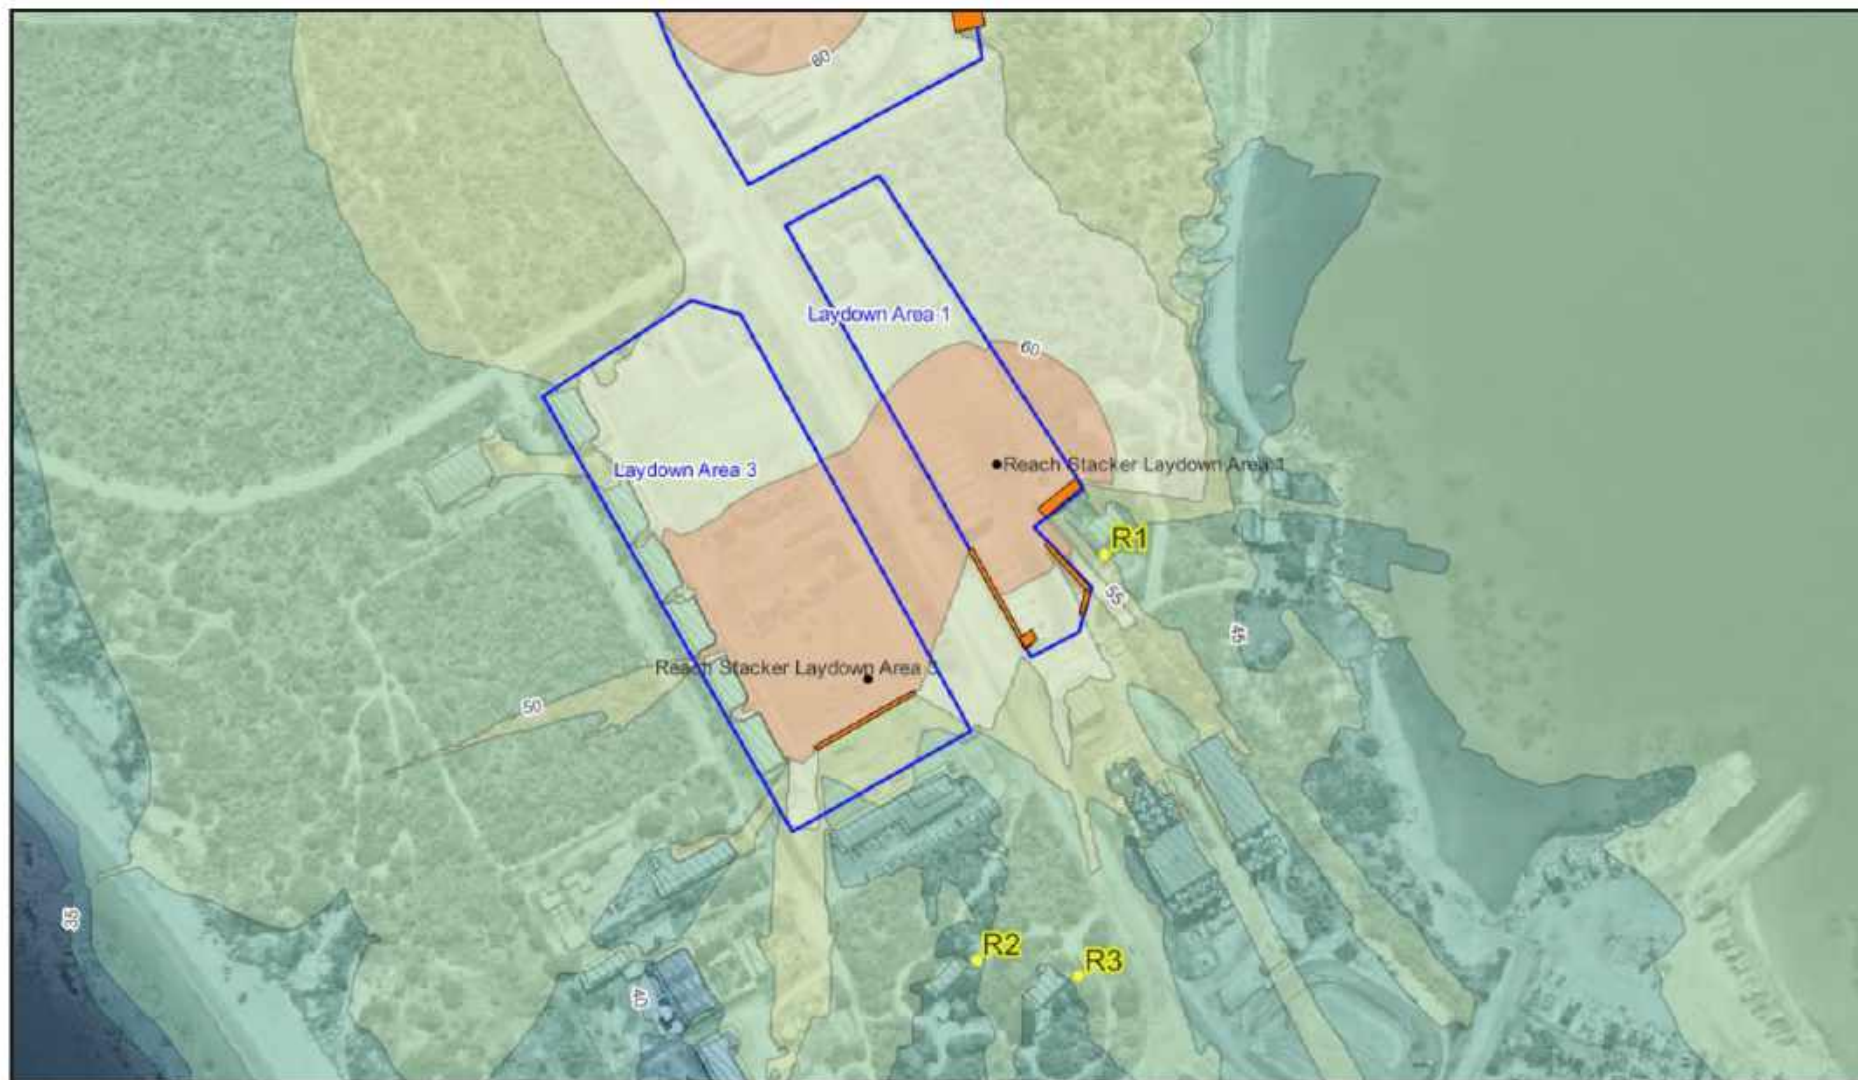 60
Laydown Area 1
60
Laydown Area 3
Reach Stacker Laydown Area 1
R1
55
45
Reach Stacker Laydown Area 3
50
35
R2
R3
40